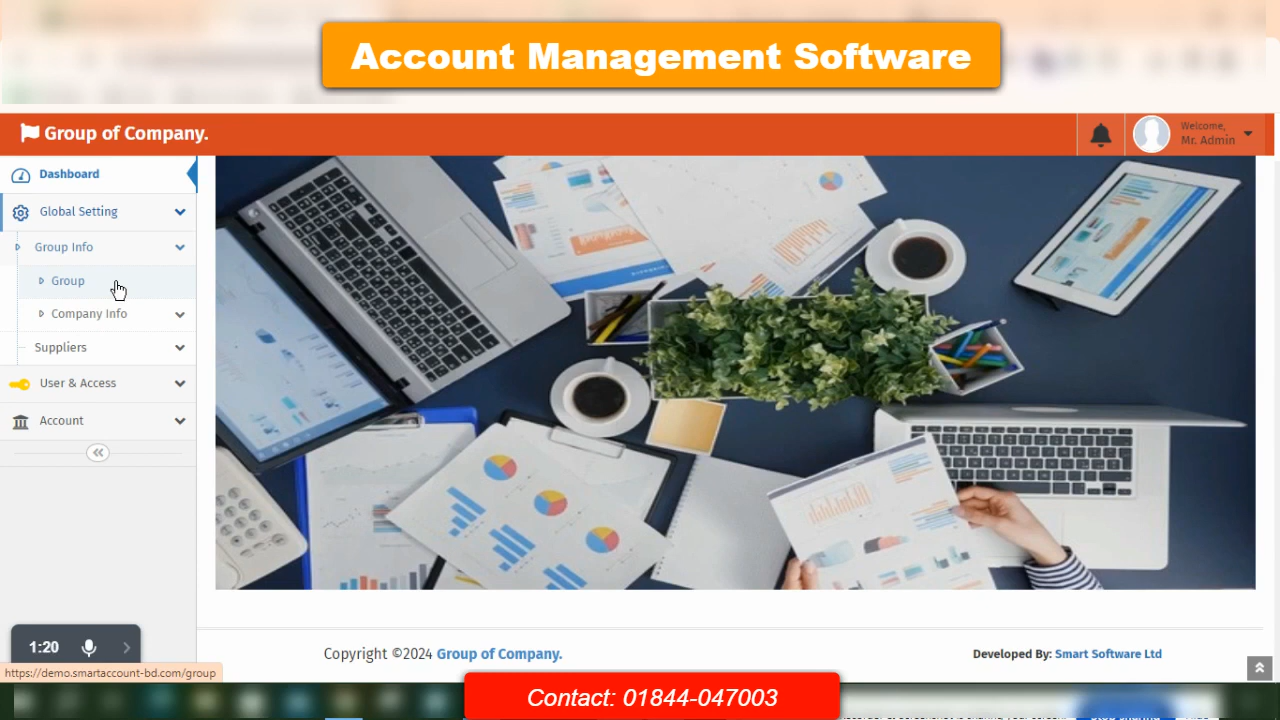 Account Management Software
Group of Company.
Welcome,
Mr. Admin
Dashboard
Global Setting
Group Info
Group
Company Info
Suppliers
User & Access
Account
1:20
https://demo.smartaccount-bd.com/group
Copyright ©2024 Group of Company.
Developed By: Smart Software Ltd
Contact: 01844-047003